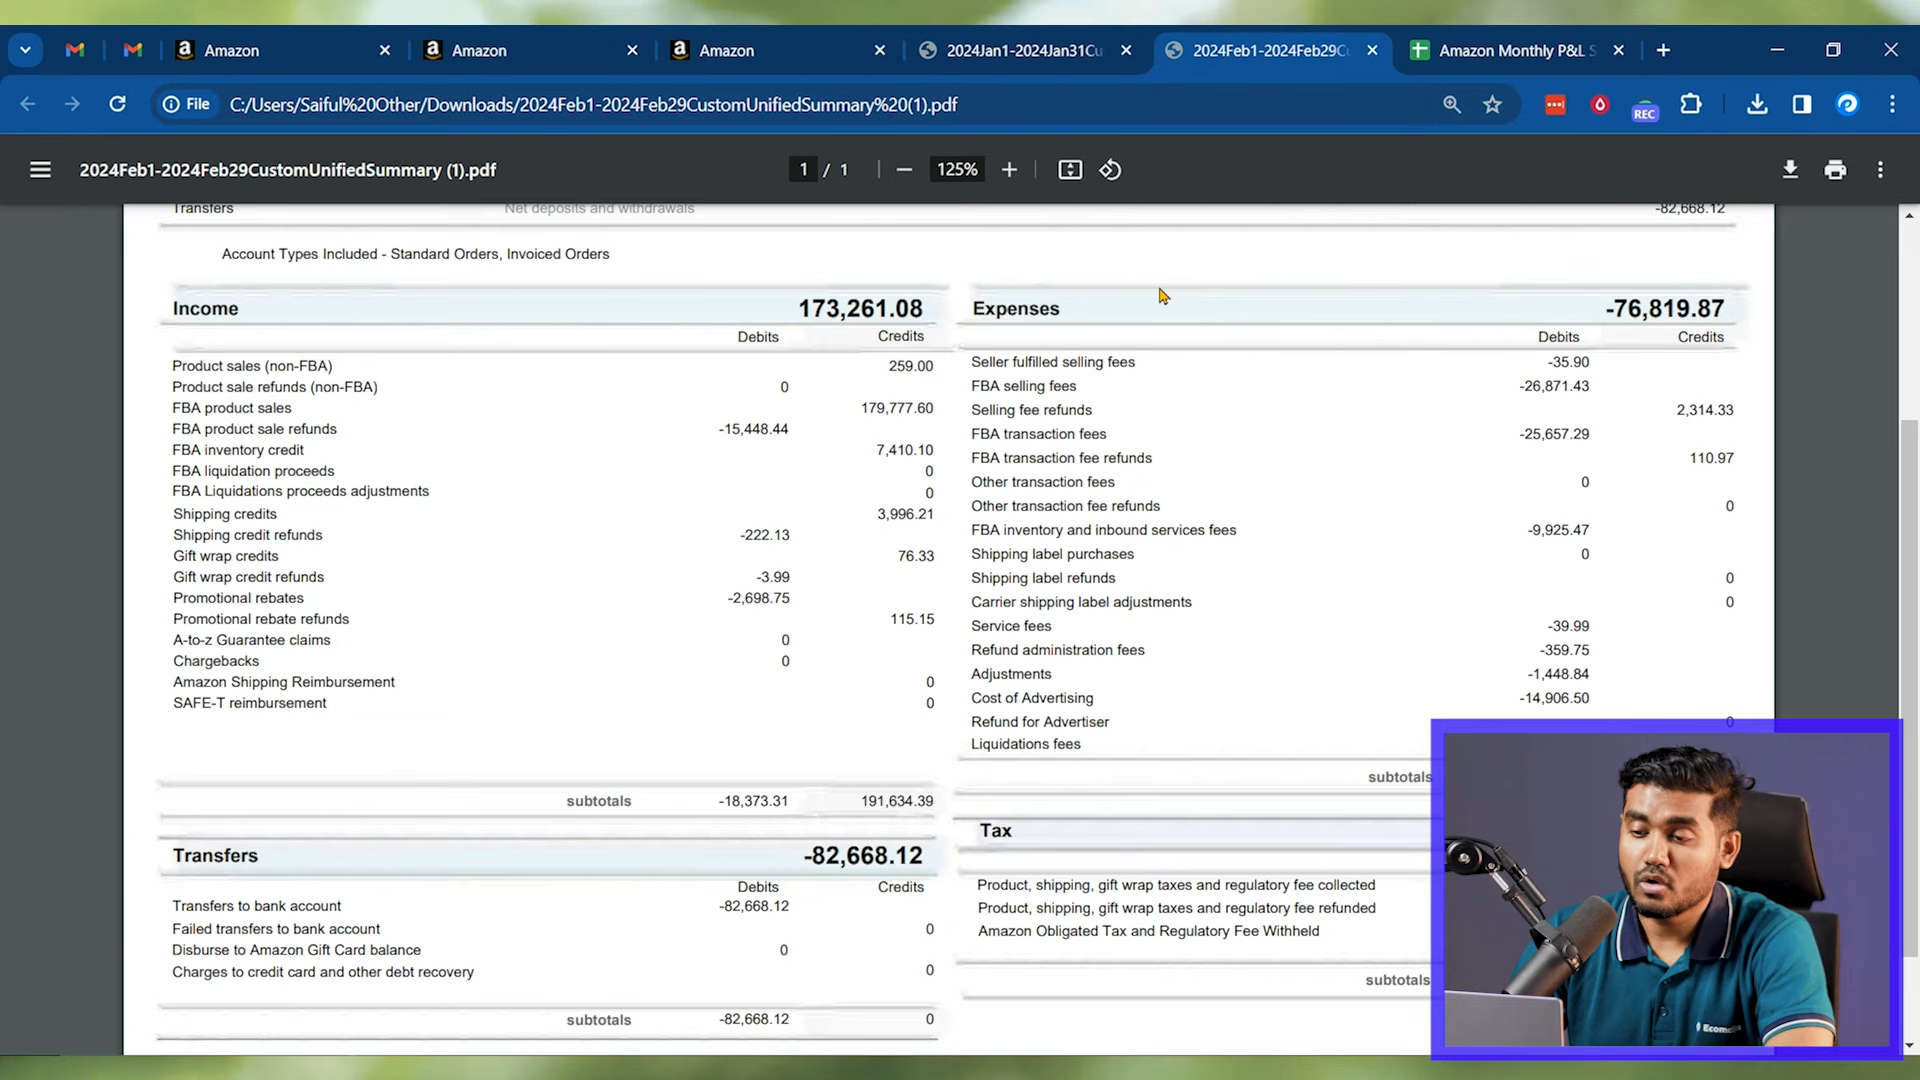 Amazon
Amazon
Amazon
2024Jan1-2024Jan31Cu
2024Feb1-2024Feb29Cu
Amazon Monthly P&L S
File
C:/Users/Saiful%20Other/Downloads/2024Feb1-2024Feb29CustomUnifiedSummary%20(1).pdf
REC
2024Feb1-2024Feb29CustomUnifiedSummary (1).pdf
1 / 1
125%
Transfers Net deposits and withdrawals -82,668.12
Account Types Included - Standard Orders, Invoiced Orders
Income 173,261.08
Debits Credits
Product sales (non-FBA) 259.00
Product sale refunds (non-FBA) 0
FBA product sales 179,777.60
FBA product sale refunds -15,448.44
FBA inventory credit 7,410.10
FBA liquidation proceeds 0
FBA Liquidations proceeds adjustments 0
Shipping credits 3,996.21
Shipping credit refunds -222.13
Gift wrap credits 76.33
Gift wrap credit refunds -3.99
Promotional rebates -2,698.75
Promotional rebate refunds 115.15
A-to-z Guarantee claims 0
Chargebacks 0
Amazon Shipping Reimbursement 0
SAFE-T reimbursement 0
subtotals -18,373.31 191,634.39
Transfers -82,668.12
Debits Credits
Transfers to bank account -82,668.12
Failed transfers to bank account 0
Disburse to Amazon Gift Card balance 0
Charges to credit card and other debt recovery 0
subtotals -82,668.12 0
Expenses -76,819.87
Debits Credits
Seller fulfilled selling fees -35.90
FBA selling fees -26,871.43
Selling fee refunds 2,314.33
FBA transaction fees -25,657.29
FBA transaction fee refunds 110.97
Other transaction fees 0
Other transaction fee refunds 0
FBA inventory and inbound services fees -9,925.47
Shipping label purchases 0
Shipping label refunds 0
Carrier shipping label adjustments 0
Service fees -39.99
Refund administration fees -359.75
Adjustments -1,448.84
Cost of Advertising -14,906.50
Refund for Advertiser 0
Liquidations fees
subtotals
Tax
Product, shipping, gift wrap taxes and regulatory fee collected
Product, shipping, gift wrap taxes and regulatory fee refunded
Amazon Obligated Tax and Regulatory Fee Withheld
subtotals